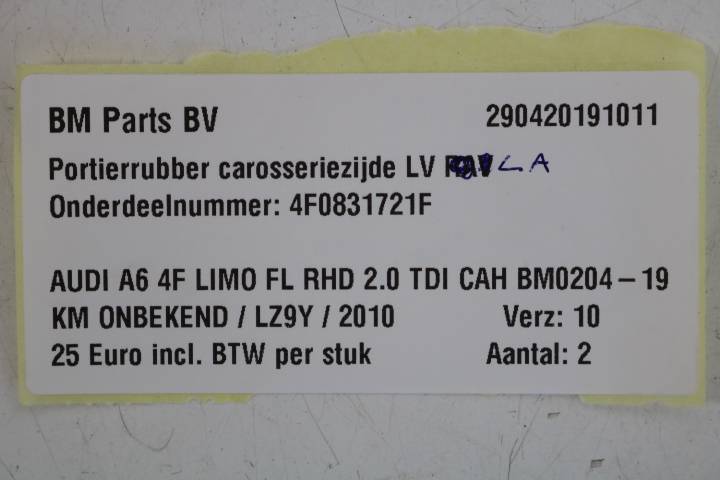 BM Parts BV 290420191011
Portierrubber carosseriezijde LV LA
Onderdeelnummer: 4F0831721F
AUDI A6 4F LIMO FL RHD 2.0 TDI CAH BM0204-19
KM ONBEKEND / LZ9Y / 2010 Verz: 10
25 Euro incl. BTW per stuk Aantal: 2